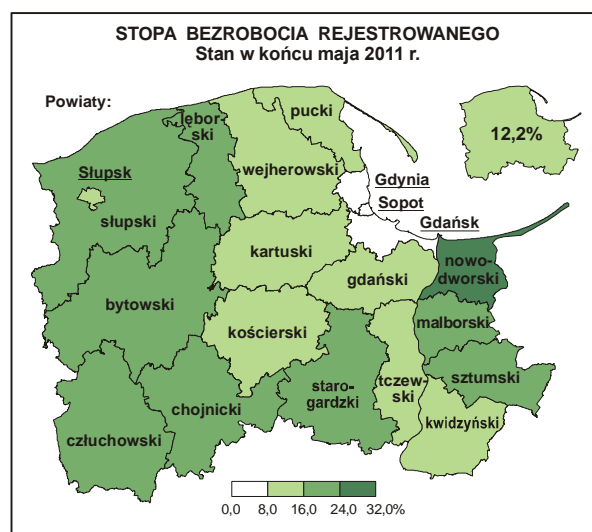 STOPA BEZROBOCIA REJESTROWANEGO
Stan w końcu maja 2011 r.
Powiaty:
lębor-
ski
pucki
12,2%
wejherowski
Słupsk
Gdynia
Sopot
słupski
Gdańsk
kartuski
nowo-
dworski
gdański
bytowski
malborski
kościerski
sztumski
staro-
gardzki
tczew-
ski
chojnicki
kwidzyński
człuchowski
0,0 8,0 16,0 24,0 32,0%